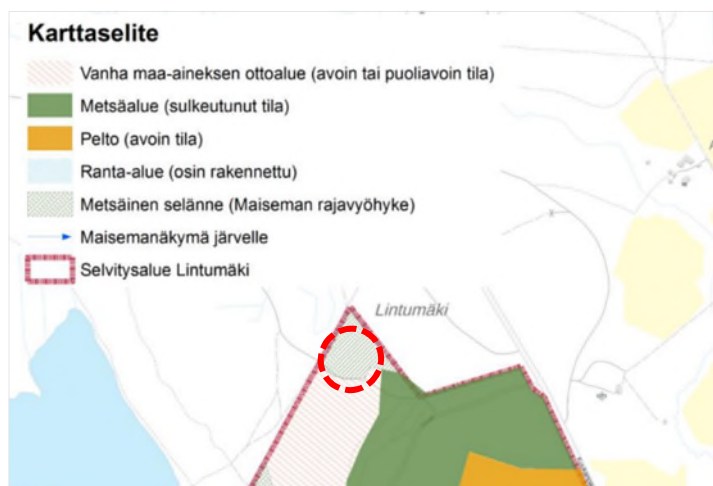 Karttaselite
Vanha maa-aineksen ottoalue (avoin tai puoliavoin tila)
Metsäalue (sulkeutunut tila)
Pelto (avoin tila)
Ranta-alue (osin rakennettu)
Metsäinen selänne (Maiseman rajavyöhyke)
Maisemanäkymä järvelle
Selvitysalue Lintumäki
Lintumäki